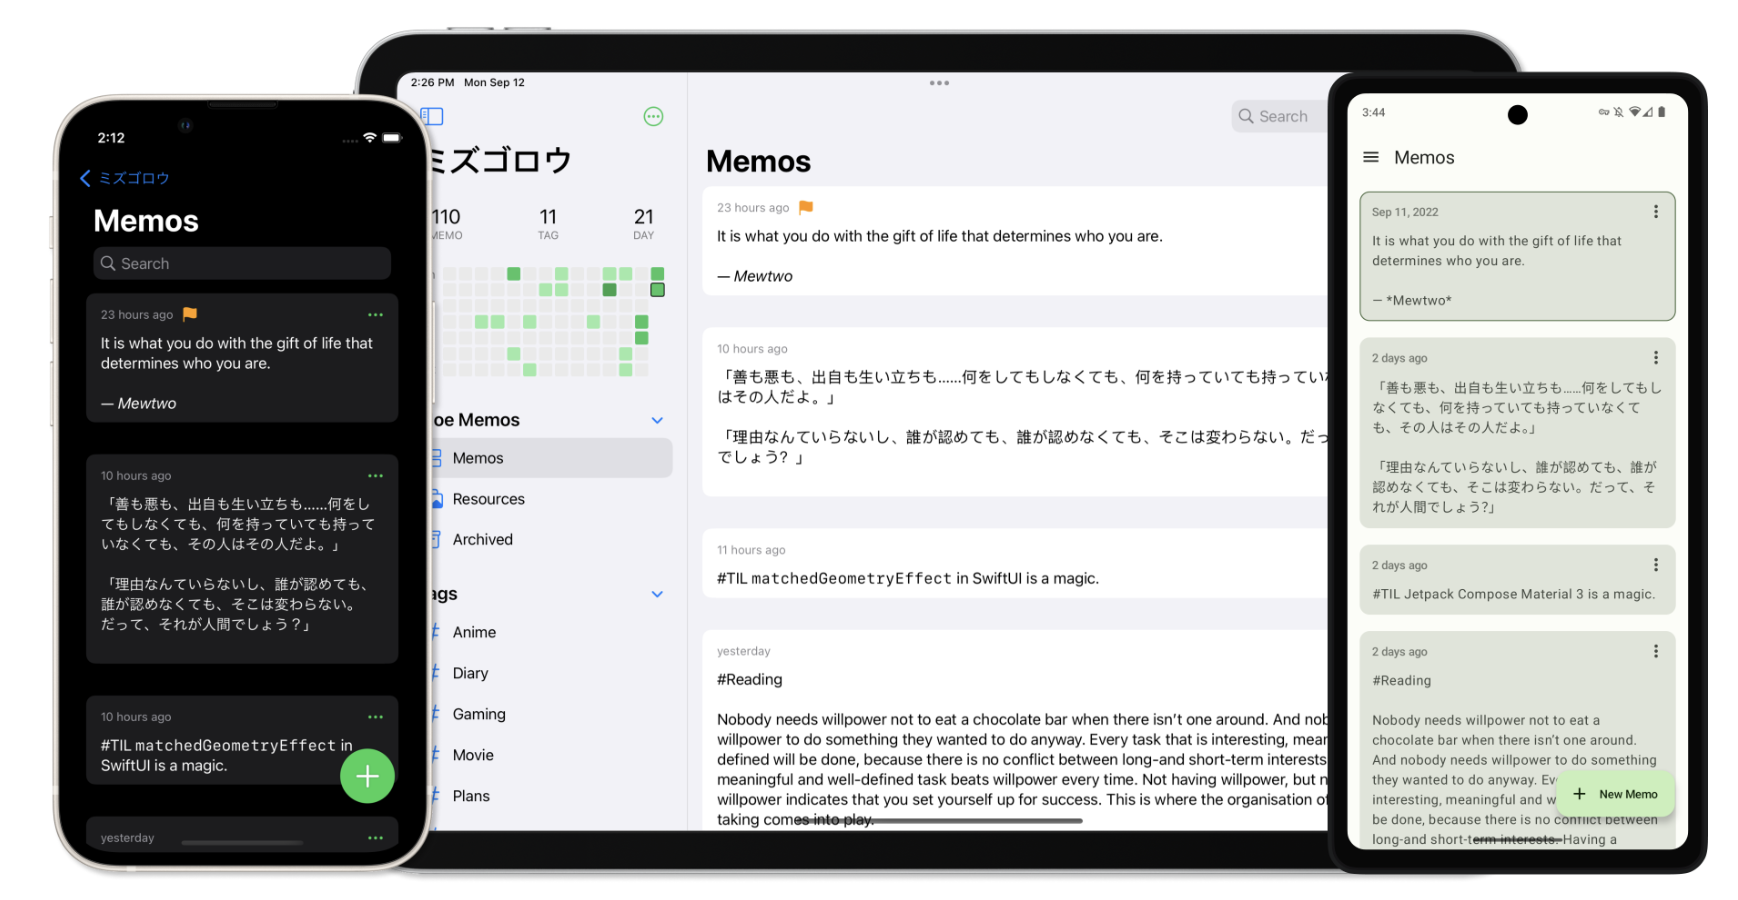 2:12
ミズゴロウ
Memos
Search
23 hours ago
It is what you do with the gift of life that
determines who you are.
— Mewtwo
10 hours ago
「善も悪も、出自も生い立ちも......何をし
てもしなくても、何を持っていても持って
いなくても、その人はその人だよ。」
「理由なんていらないし、誰が認めても、
誰が認めなくても、そこは変わらない。
だって、それが人間でしょう？」
10 hours ago
#TIL matchedGeometryEffect in
SwiftUI is a magic.
yesterday
2:26 PM Mon Sep 12
ミズゴロウ
110 11 21
MEMO TAG DAY
oe Memos
Memos
Resources
Archived
ags
# Anime
# Diary
# Gaming
# Movie
# Plans
Search
Memos
23 hours ago
It is what you do with the gift of life that determines who you are.
— Mewtwo
10 hours ago
「善も悪も、出自も生い立ちも......何をしてもしなくても、何を持っていても持ってい
はその人だよ。」
「理由なんていらないし、誰が認めても、誰が認めなくても、そこは変わらない。だっ
でしょう？」
11 hours ago
#TIL matchedGeometryEffect in SwiftUI is a magic.
yesterday
#Reading
Nobody needs willpower not to eat a chocolate bar when there isn't one around. And nob
willpower to do something they wanted to do anyway. Every task that is interesting, mear
defined will be done, because there is no conflict between long-and short-term interests
meaningful and well-defined task beats willpower every time. Not having willpower, but n
willpower indicates that you set yourself up for success. This is where the organisation of
taking comes into play.
3:44
Memos
Sep 11, 2022
It is what you do with the gift of life that
determines who you are.
— *Mewtwo*
2 days ago
「善も悪も、出自も生い立ちも......何をしてもし
なくても、何を持っていても持っていなくて
も、その人はその人だよ。」
「理由なんていらないし、誰が認めても、誰が
認めなくても、そこは変わらない。だって、そ
れが人間でしょう?」
2 days ago
#TIL Jetpack Compose Material 3 is a magic.
2 days ago
#Reading
Nobody needs willpower not to eat a
chocolate bar when there isn't one around.
And nobody needs willpower to do something
they wanted to do anyway. Ev
interesting, meaningful and w
+ New Memo
be done, because there is no conflict between
long-and short-term interests. Having a